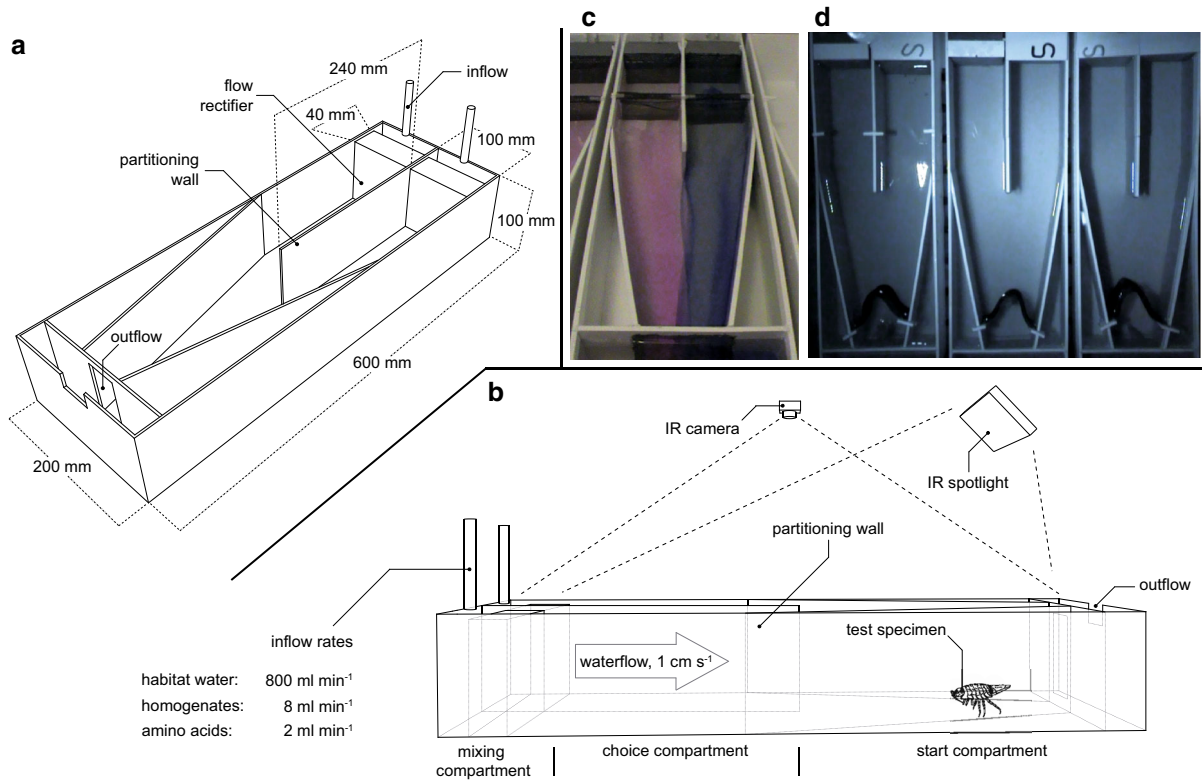 a
240 mm
inflow
flow
rectifier
40 mm
100 mm
partitioning
wall
100 mm
outflow
600 mm
200 mm
c
d
S
S
S
b
IR camera
IR spotlight
partitioning wall
outflow
test specimen
inflow rates
waterflow, 1 cm s⁻¹
habitat water: 800 ml min⁻¹
homogenates: 8 ml min⁻¹
amino acids: 2 ml min⁻¹
mixing
compartment
choice compartment
start compartment